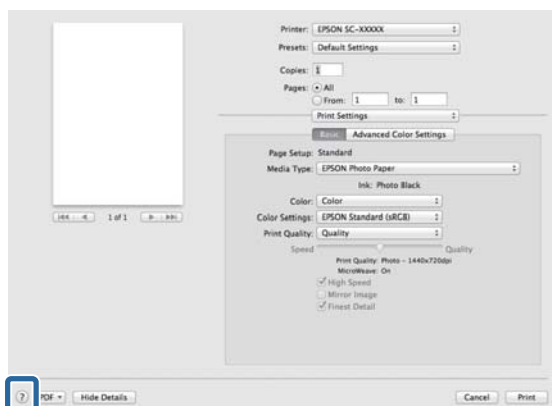 Printer: EPSON SC-XXXXX
Presets: Default Settings
Copies: 1
Pages: All
From: 1 to: 1
Print Settings
Basic Advanced Color Settings
Page Setup: Standard
Media Type: EPSON Photo Paper
Ink: Photo Black
Color: Color
1 of 1
Color Settings: EPSON Standard (sRGB)
Print Quality: Quality
Speed Quality
Print Quality: Photo - 1440x720dpi
MicroWeave: On
High Speed
Mirror Image
Finest Detail
? PDF Hide Details Cancel Print